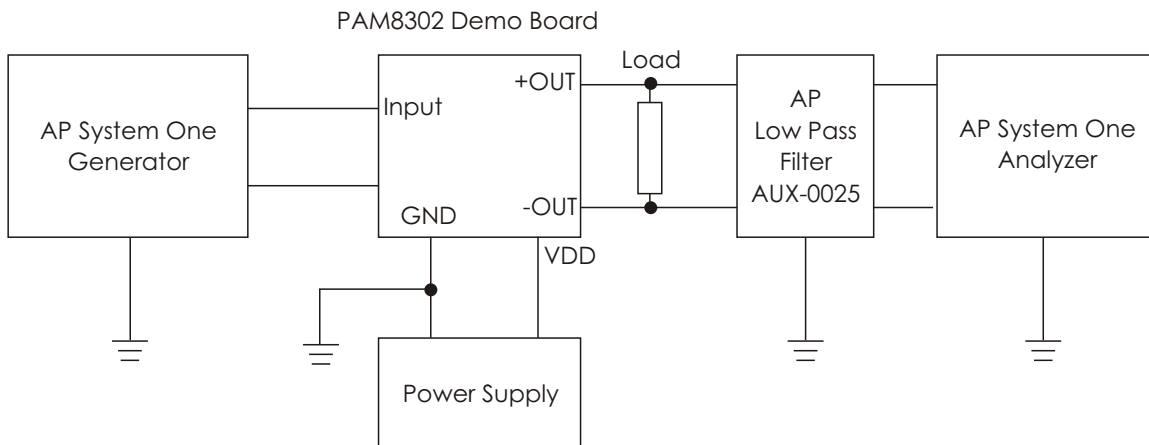 PAM8302 Demo Board
AP System One
Generator
Input
GND
+OUT
-OUT
VDD
Load
AP
Low Pass
Filter
AUX-0025
AP System One
Analyzer
Power Supply